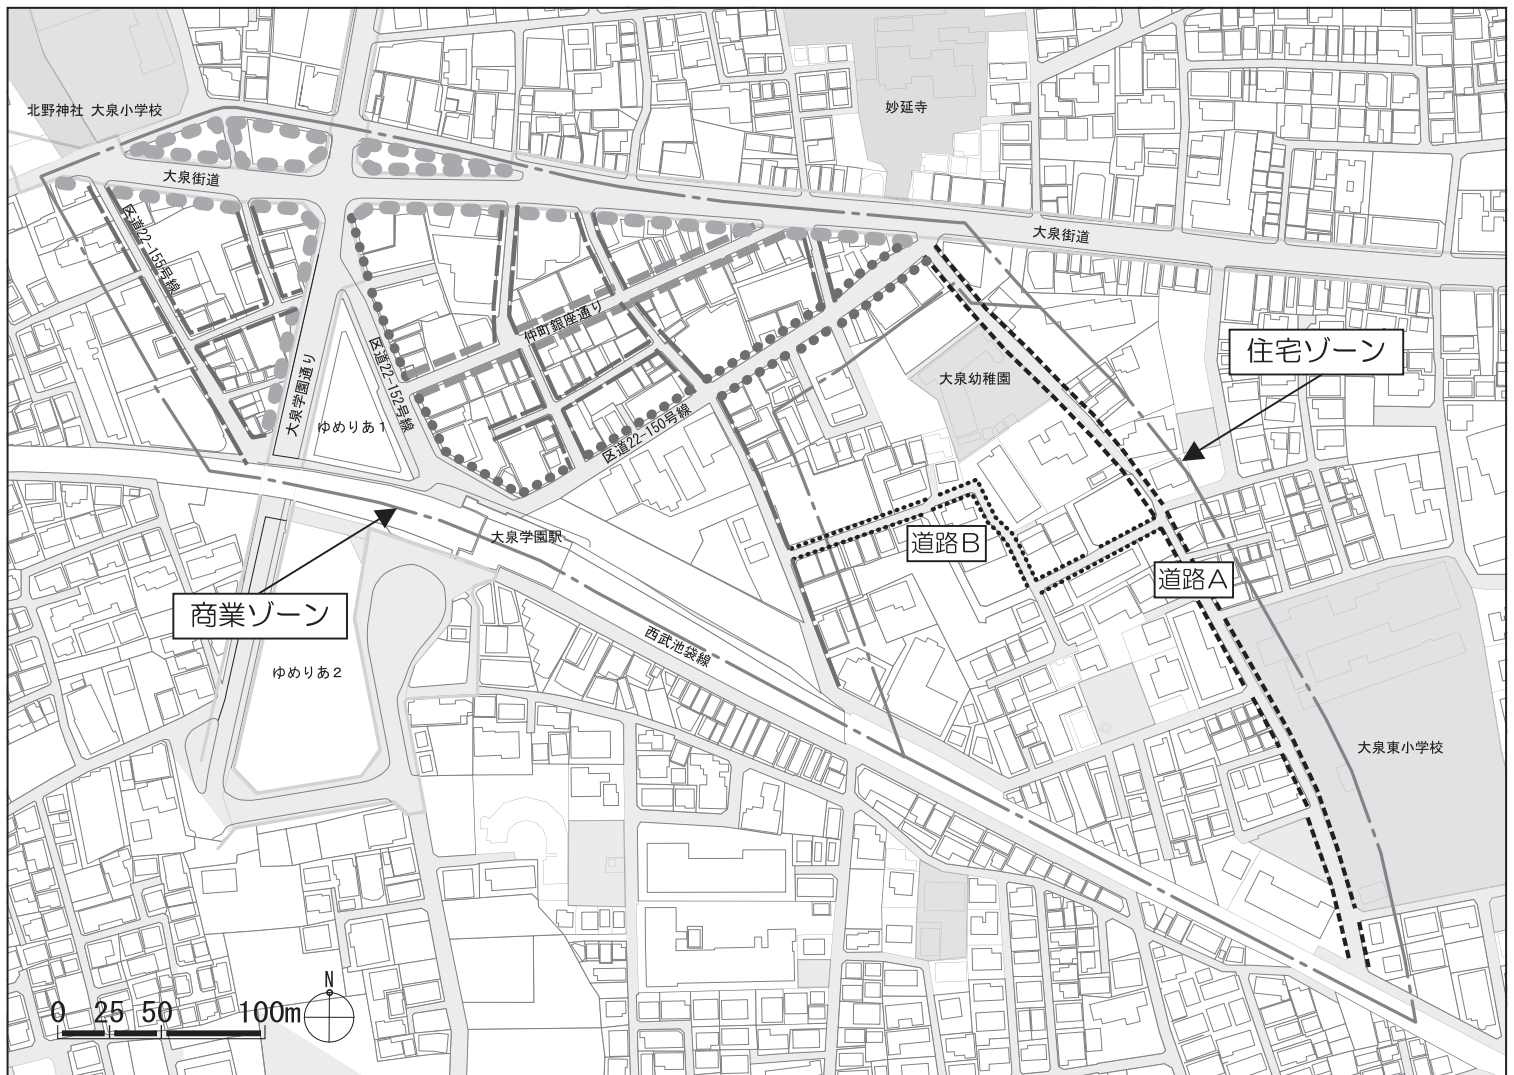 北野神社 大泉小学校
妙延寺
大泉街道
大泉街道
区道22-155号線
仲町銀座通り
住宅ゾーン
大泉幼稚園
大泉学園通り
区道22-152号線
ゆめりあ1
区道22-150号線
大泉学園駅
道路B
道路A
商業ゾーン
西武池袋線
ゆめりあ2
大泉東小学校
N
0 25 50 100m